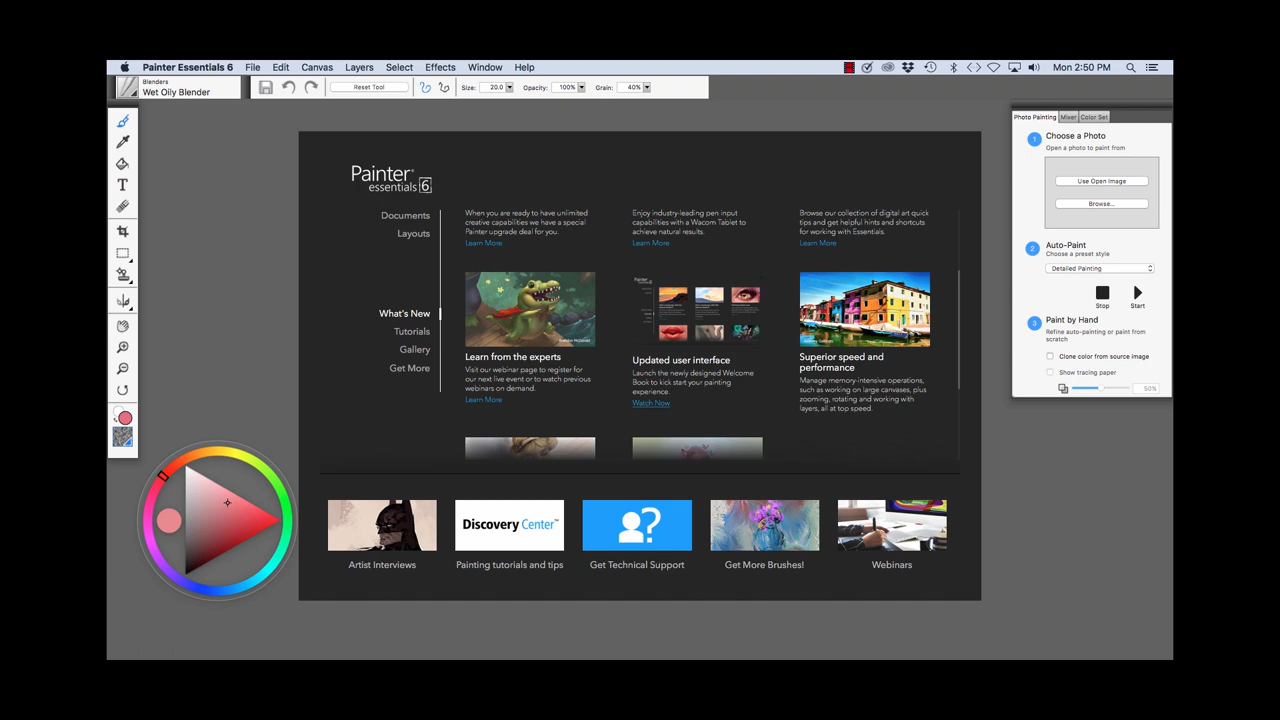 Painter Essentials 6 File Edit Canvas Layers Select Effects Window Help Mon 2:50 PM
Blenders
Wet Oily Blender
Reset Tool Size: 20.0 Opacity: 100% Grain: 40%
Photo Painting Mixer Color Set
1 Choose a Photo
Open a photo to paint from
Use Open Image
Browse...
2 Auto-Paint
Choose a preset style
Detailed Painting
Stop Start
3 Paint by Hand
Refine auto-painting or paint from
scratch
Clone color from source image
Show tracing paper
50%
Painter®
essentials 6
Documents
Layouts
What's New
Tutorials
Gallery
Get More
When you are ready to have unlimited
creative capabilities we have a special
Painter upgrade deal for you.
Learn More
Enjoy industry-leading pen input
capabilities with a Wacom Tablet to
achieve natural results.
Learn More
Browse our collection of digital art quick
tips and get helpful hints and shortcuts
for working with Essentials.
Learn More
Learn from the experts
Visit our webinar page to register for
our next live event or to watch previous
webinars on demand.
Learn More
Updated user interface
Launch the newly designed Welcome
Book to kick start your painting
experience.
Watch Now
Superior speed and
performance
Manage memory-intensive operations,
such as working on large canvases, plus
zooming, rotating and working with
layers, all at top speed.
Discovery Center™
Artist Interviews
Painting tutorials and tips
Get Technical Support
Get More Brushes!
Webinars